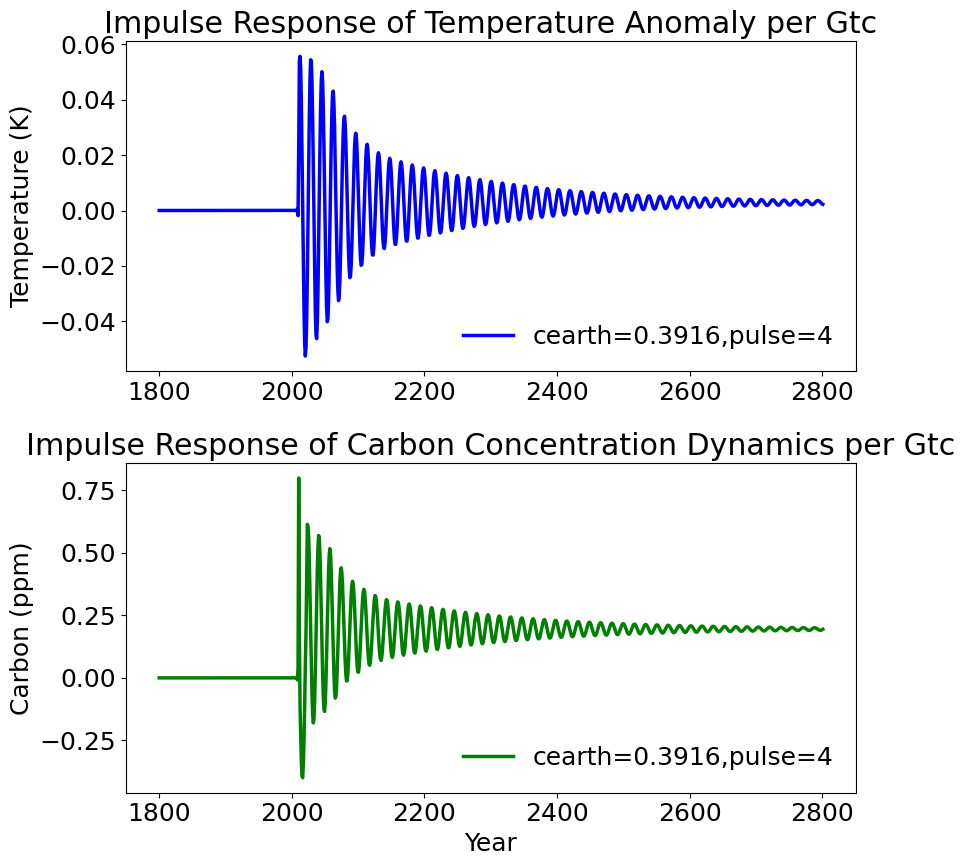 Impulse Response of Temperature Anomaly per Gtc
0.06
0.04
0.02
0.00
−0.02
−0.04
Temperature (K)
cearth=0.3916,pulse=4
1800 2000 2200 2400 2600 2800
Impulse Response of Carbon Concentration Dynamics per Gtc
0.75
0.50
0.25
0.00
−0.25
Carbon (ppm)
cearth=0.3916,pulse=4
1800 2000 2200 2400 2600 2800
Year